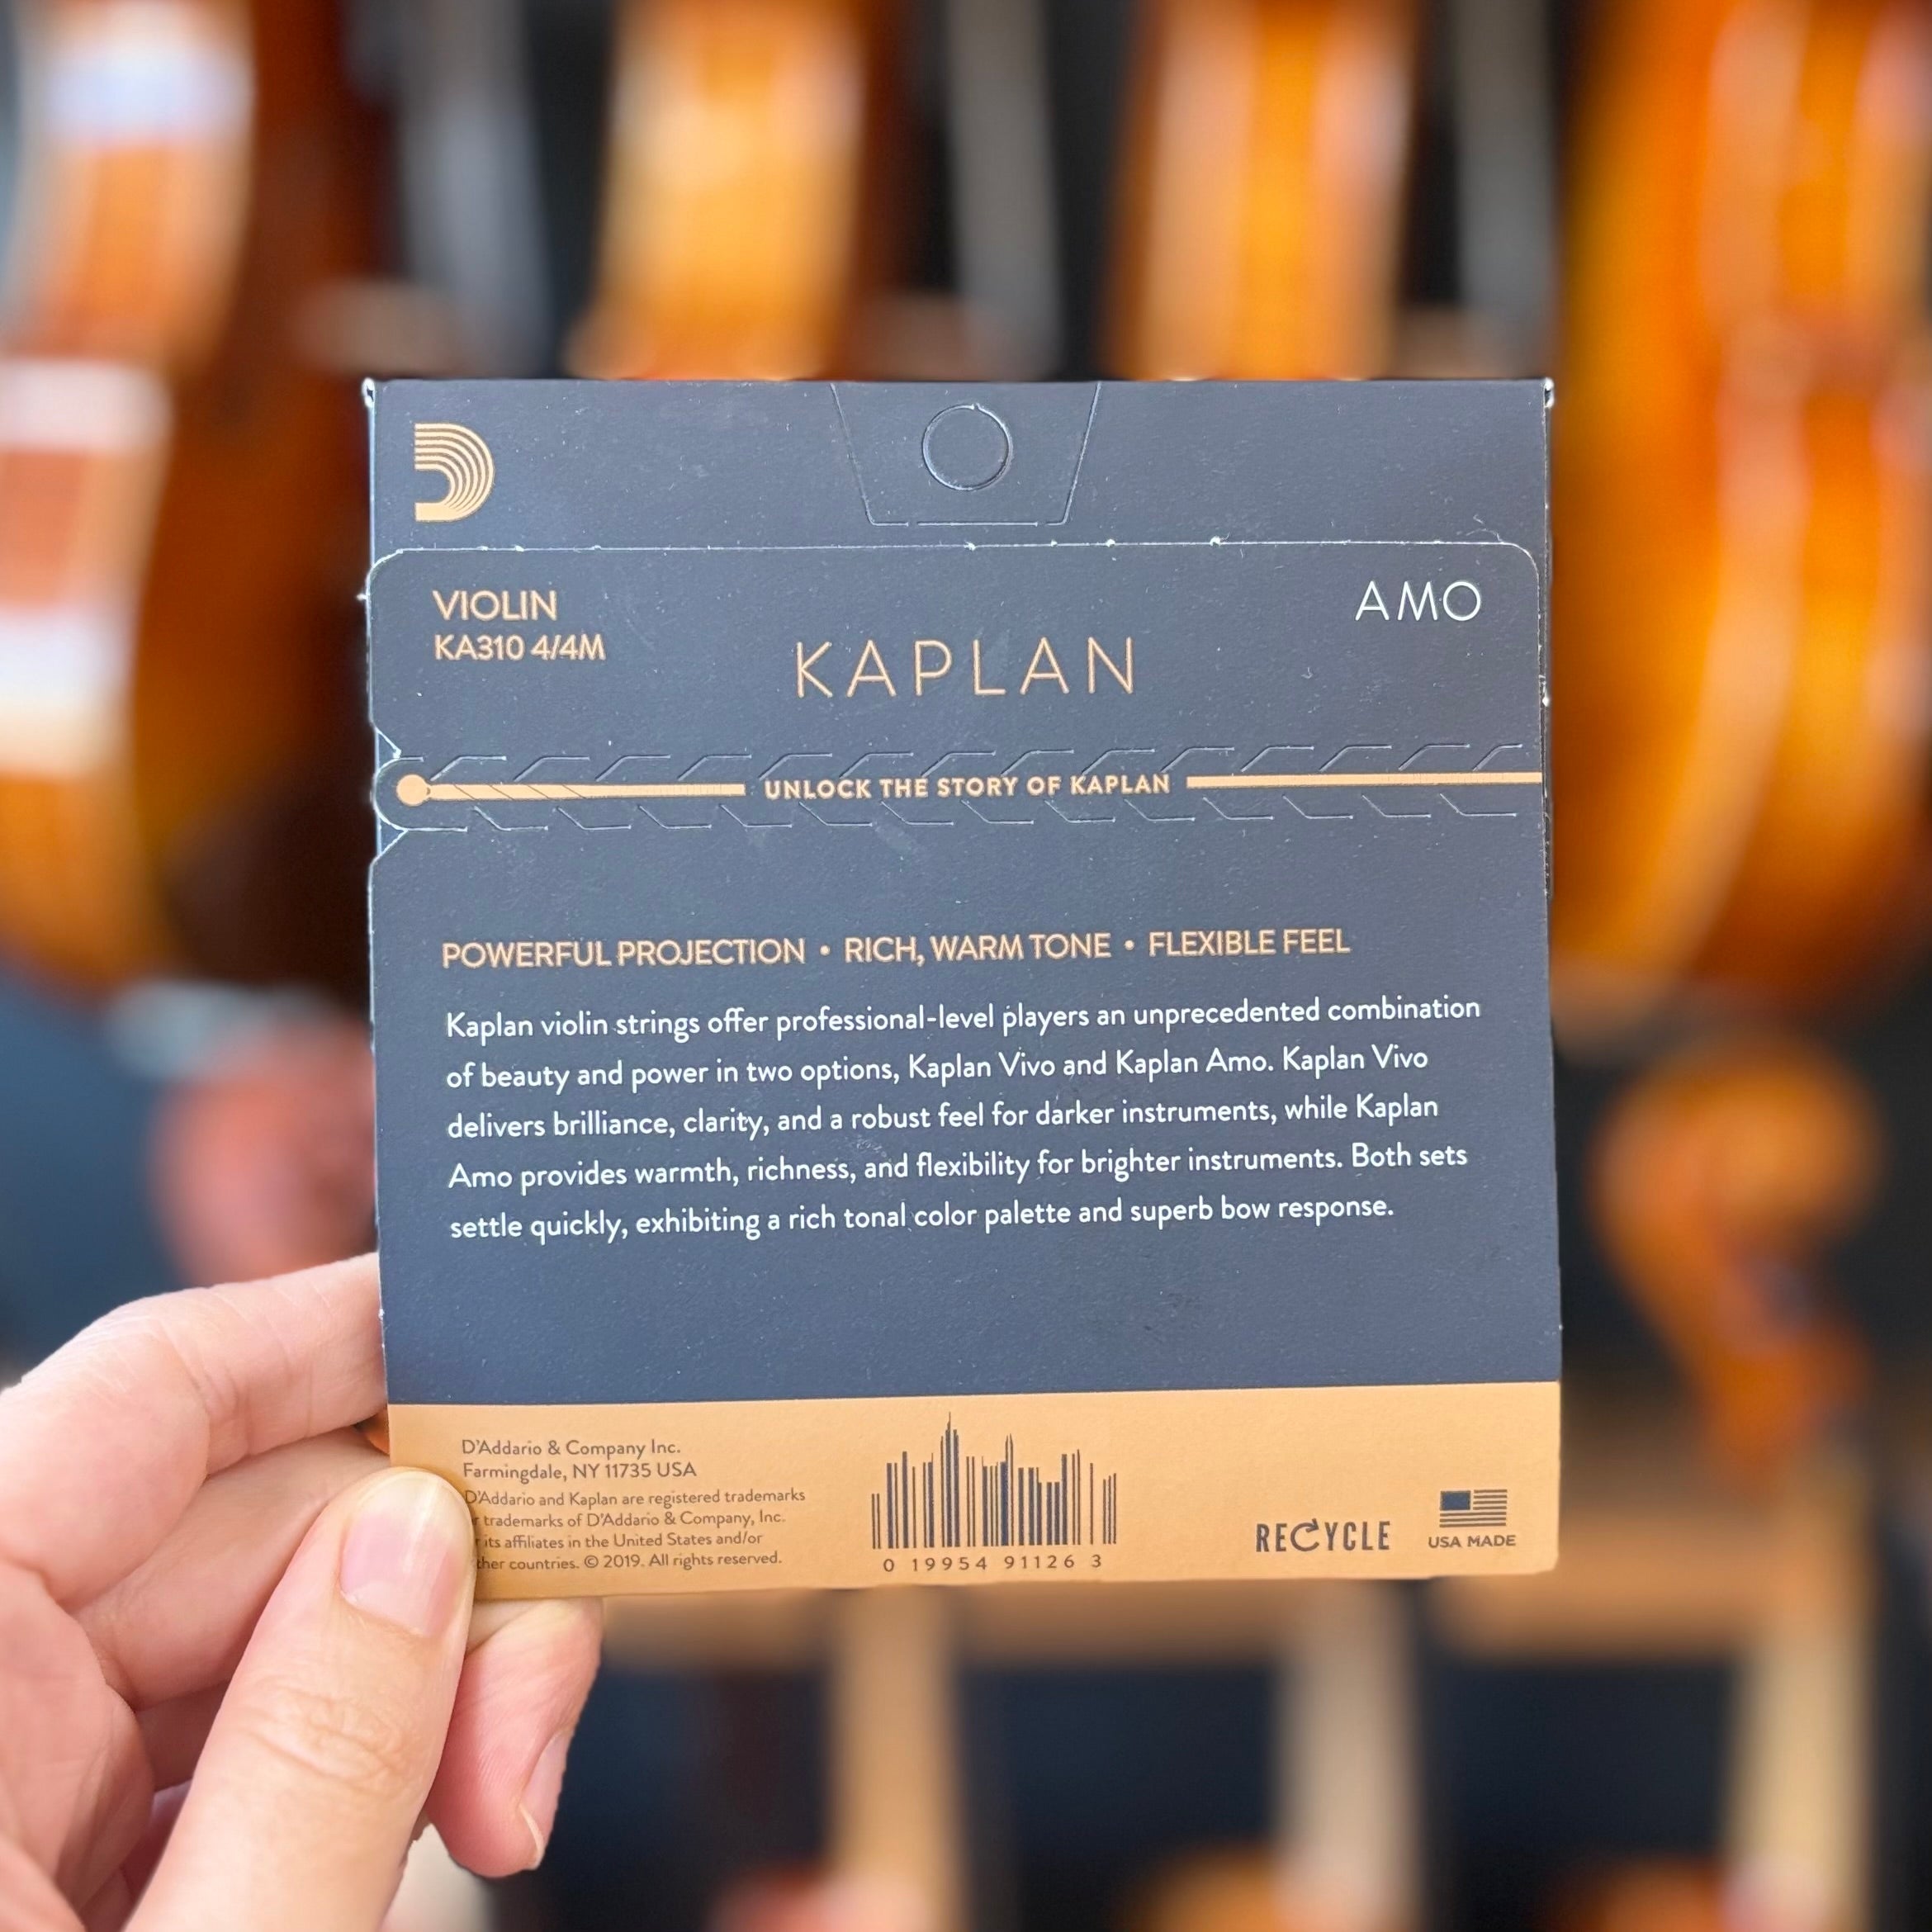 VIOLIN
KA310 4/4M
AMO
KAPLAN
UNLOCK THE STORY OF KAPLAN
POWERFUL PROJECTION • RICH, WARM TONE • FLEXIBLE FEEL
Kaplan violin strings offer professional-level players an unprecedented combination
of beauty and power in two options, Kaplan Vivo and Kaplan Amo. Kaplan Vivo
delivers brilliance, clarity, and a robust feel for darker instruments, while Kaplan
Amo provides warmth, richness, and flexibility for brighter instruments. Both sets
settle quickly, exhibiting a rich tonal color palette and superb bow response.
D'Addario & Company Inc.
Farmingdale, NY 11735 USA
D'Addario and Kaplan are registered trademarks
trademarks of D'Addario & Company, Inc.
its affiliates in the United States and/or
countries. © 2019. All rights reserved.
0 19954 91126 3
RECYCLE
USA MADE